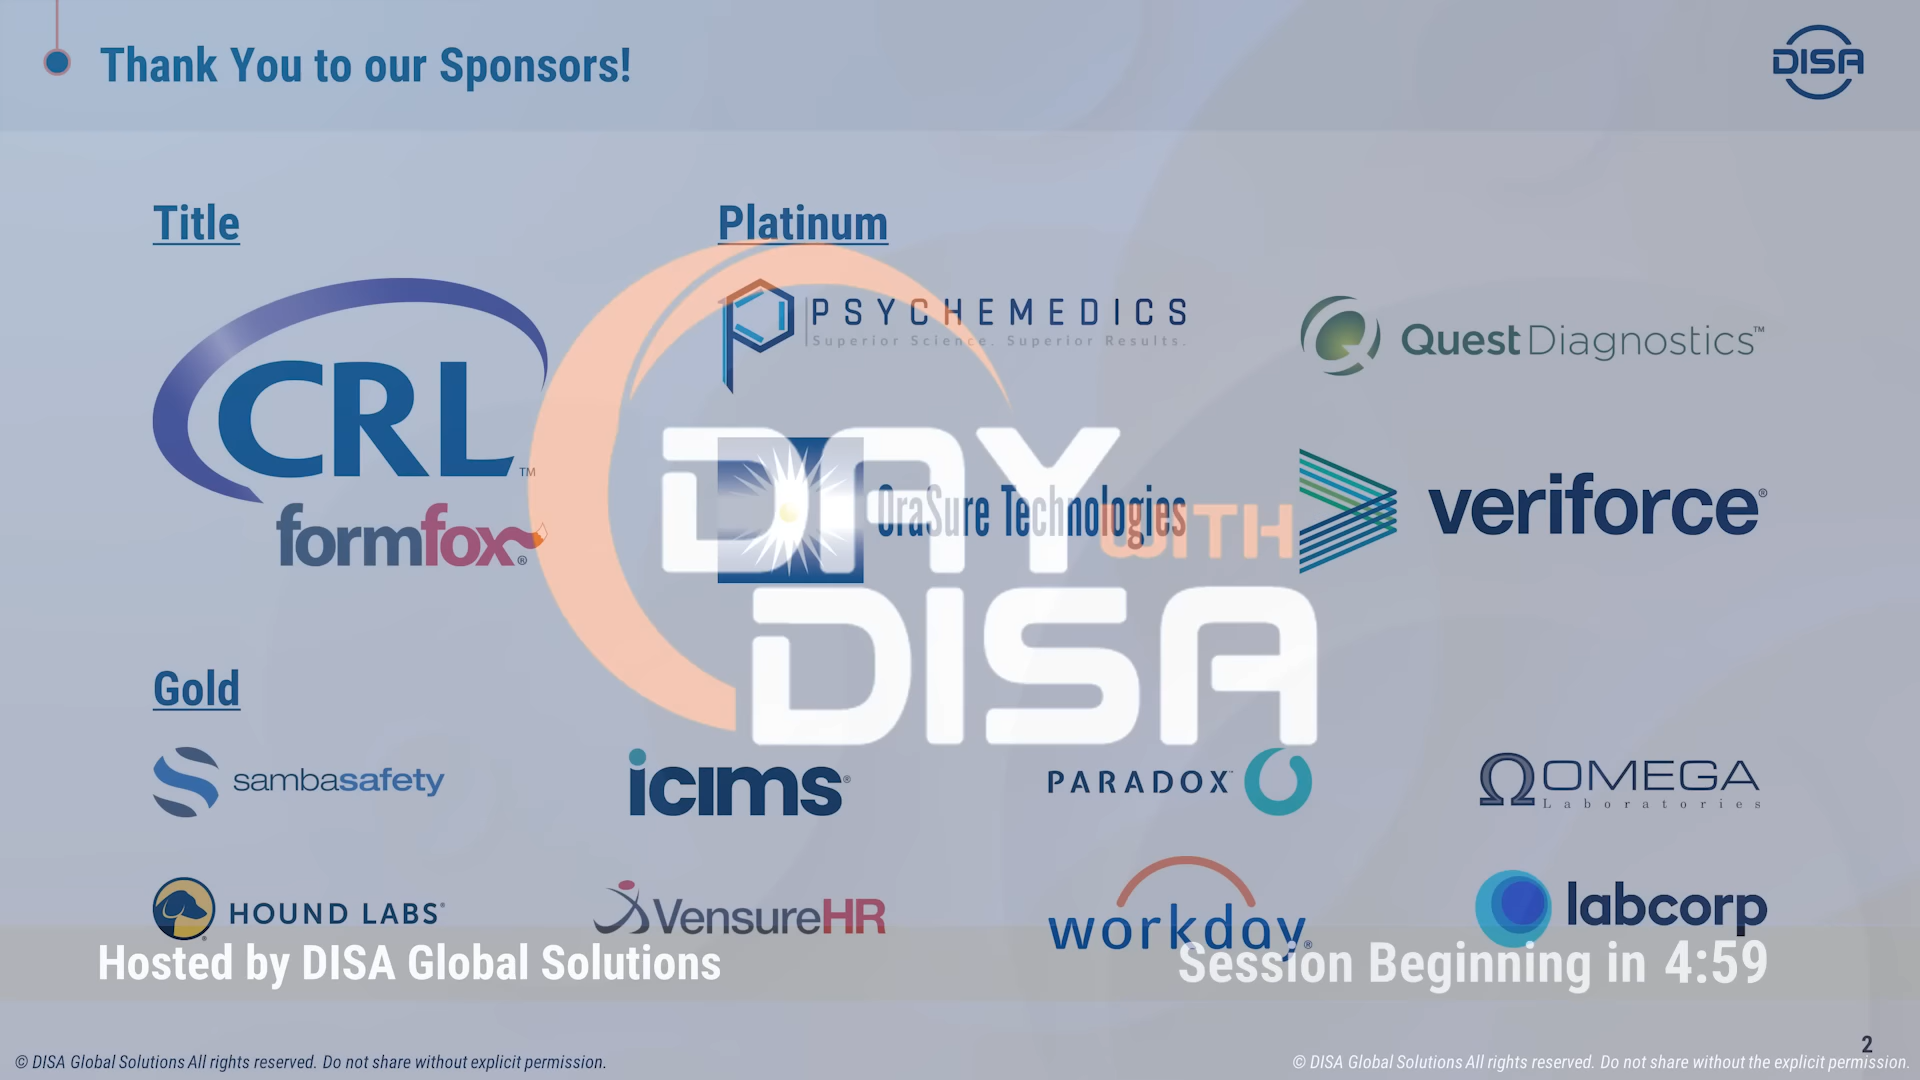 Thank You to our Sponsors!
DISA
Title
Platinum
CRL™
formfox®
PSYCHEMEDICS
Superior Science. Superior Results.
Quest Diagnostics™
OraSure Technologies
veriforce®
DAY WITH
DISA
Gold
sambasafety
icims®
PARADOX™
OMEGA
Laboratories
HOUND LABS®
VensureHR
workday®
labcorp
Hosted by DISA Global Solutions
Session Beginning in 4:59
2
© DISA Global Solutions All rights reserved. Do not share without explicit permission.
© DISA Global Solutions All rights reserved. Do not share without the explicit permission.